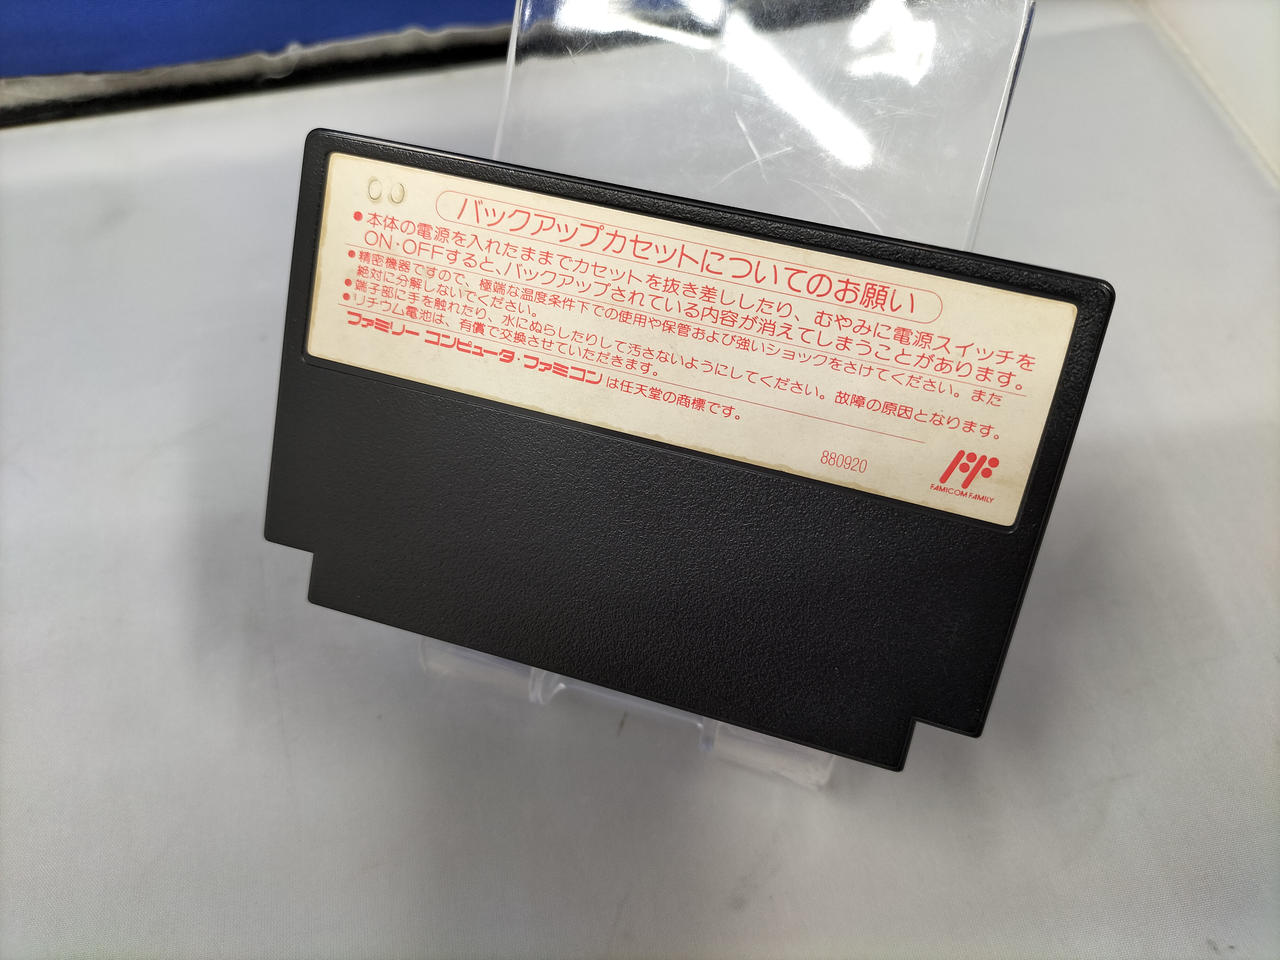 バックアップカセットについてのお願い
●本体の電源を入れたままでカセットを抜き差ししたり、むやみに電源スイッチを
ON・OFFすると、バックアップされている内容が消えてしまうことがあります。
●精密機器ですので、極端な温度条件下での使用や保管および強いショックをさけてください。また
絶対に分解しないでください。
●端子部に手を触れたり、水にぬらしたりして汚さないようにしてください。故障の原因となります。
●リチウム電池は、有償で交換させていただきます。
ファミリー コンピュータ・ファミコンは任天堂の商標です。
880920
FAMICOM FAMILY